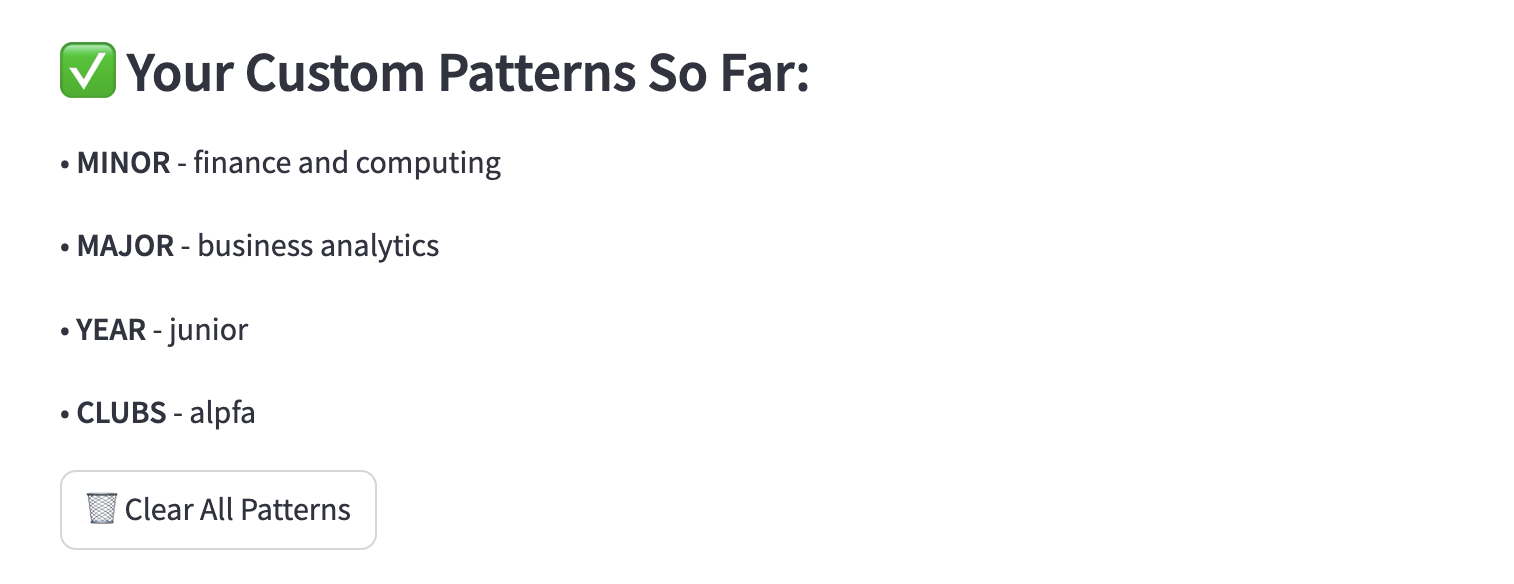 ✅ Your Custom Patterns So Far:
• MINOR - finance and computing
• MAJOR - business analytics
• YEAR - junior
• CLUBS - alpfa
🗑️ Clear All Patterns